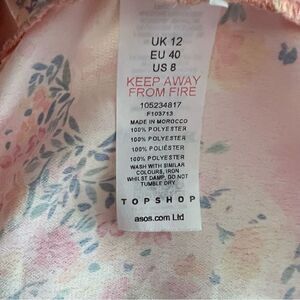 UK 12
EU 40
US 8
KEEP AWAY
FROM FIRE
105234817
F103713
MADE IN MOROCCO
100% POLYESTER
100% POLYESTER
100% POLIÉSTER
100% POLYESTER
WASH WITH SIMILAR
COLOURS, IRON
WHILST DAMP, DO NOT
TUMBLE DRY.
TOPSHOP
asos.com Ltd